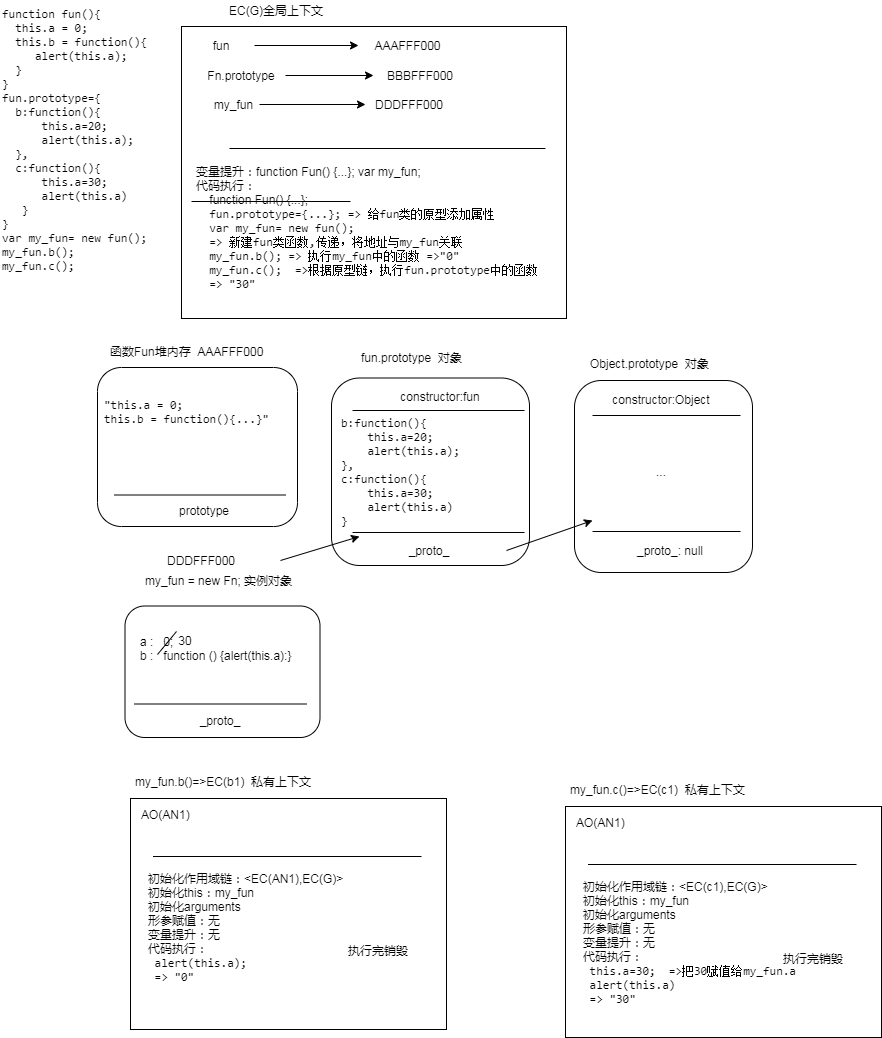 function fun(){
this.a = 0;
this.b = function(){
alert(this.a);
}
}
fun.prototype={
b:function(){
this.a=20;
alert(this.a);
},
c:function(){
this.a=30;
alert(this.a)
}
}
var my_fun= new fun();
my_fun.b();
my_fun.c();
EC(G)全局上下文
fun
AAAFFF000
Fn.prototype
BBBFFF000
my_fun
DDDFFF000
变量提升：function Fun() {...}; var my_fun;
代码执行：
function Fun() {...};
fun.prototype={...}; => 给fun类的原型添加属性
var my_fun= new fun();
=> 新建fun类函数,传递，将地址与my_fun关联
my_fun.b(); => 执行my_fun中的函数 =>"0"
my_fun.c(); =>根据原型链，执行fun.prototype中的函数
=> "30"
函数Fun堆内存 AAAFFF000
"this.a = 0;
this.b = function(){...}"
prototype
fun.prototype 对象
constructor:fun
b:function(){
this.a=20;
alert(this.a);
},
c:function(){
this.a=30;
alert(this.a)
}
_proto_
Object.prototype 对象
constructor:Object
...
_proto_: null
DDDFFF000
my_fun = new Fn; 实例对象
a : 0; 30
b : function () {alert(this.a):}
_proto_
my_fun.b()=>EC(b1) 私有上下文
AO(AN1)
初始化作用域链：<EC(AN1),EC(G)>
初始化this：my_fun
初始化arguments
形参赋值：无
变量提升：无
代码执行：
alert(this.a);
=> "0"
执行完销毁
my_fun.c()=>EC(c1) 私有上下文
AO(AN1)
初始化作用域链：<EC(c1),EC(G)>
初始化this：my_fun
初始化arguments
形参赋值：无
变量提升：无
代码执行：
执行完销毁
this.a=30; =>把30赋值给my_fun.a
alert(this.a)
=> "30"